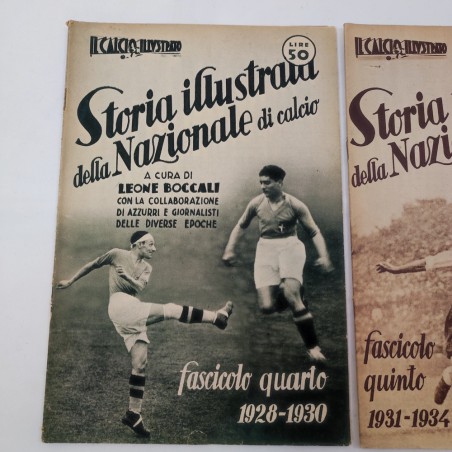 IL CALCIO ILLUSTRATO
LIRE
50
Storia illustrata
della Nazionale di calcio
A CURA DI
LEONE BOCCALI
CON LA COLLABORAZIONE
DI AZZURRI E GIORNALISTI
DELLE DIVERSE EPOCHE
fascicolo quarto
1928-1930
IL CALCIO ILLUSTRATO
Storia
della Nazi
fascicolo
quinto
1931-1934